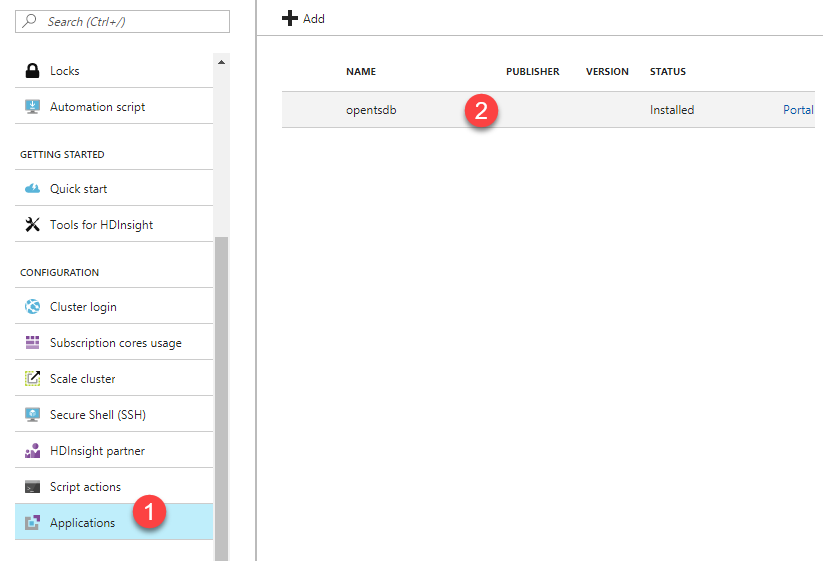 Search (Ctrl+/)
Locks
Automation script
GETTING STARTED
Quick start
Tools for HDInsight
CONFIGURATION
Cluster login
Subscription cores usage
Scale cluster
Secure Shell (SSH)
HDInsight partner
Script actions
Applications 1
Add
NAME PUBLISHER VERSION STATUS
opentsdb 2 Installed Portal